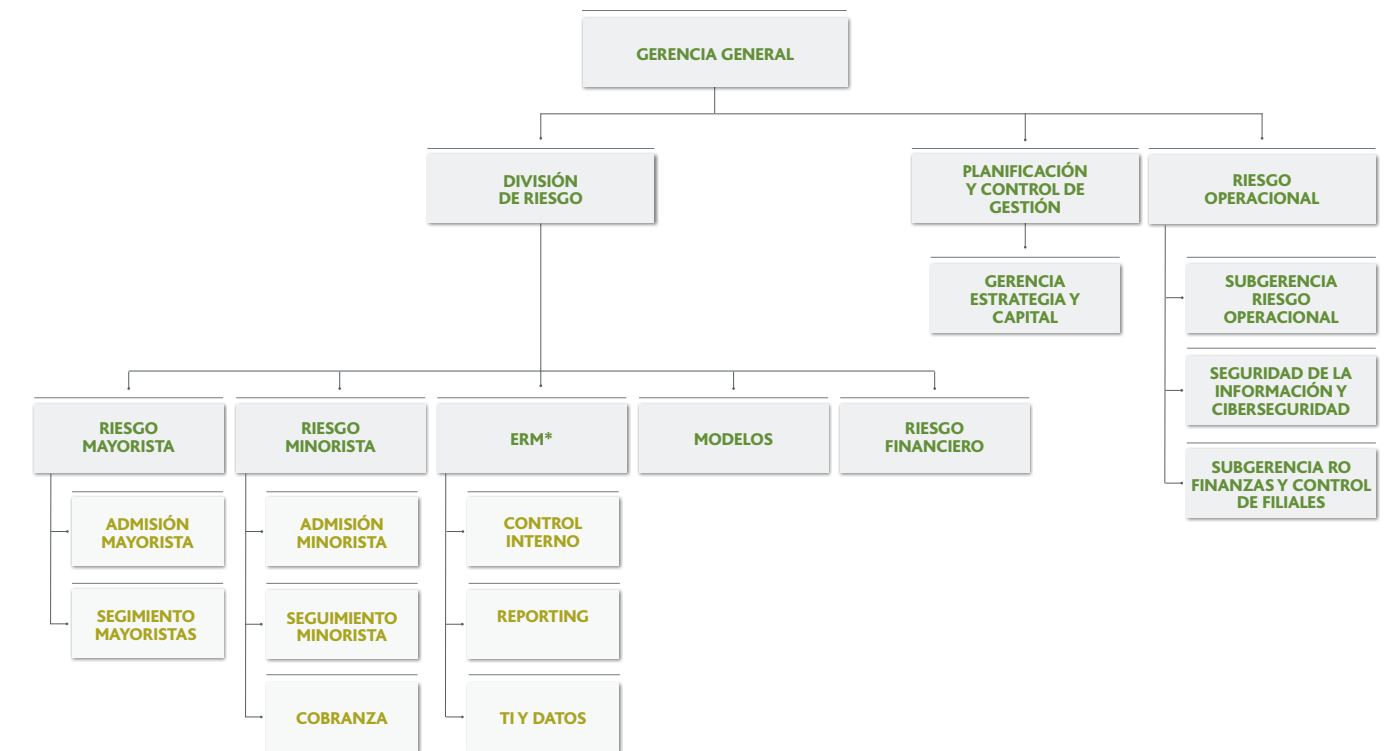 GERENCIA GENERAL
DIVISIÓN
DE RIESGO
PLANIFICACIÓN
Y CONTROL DE
GESTIÓN
RIESGO
OPERACIONAL
GERENCIA
ESTRATEGIA Y
CAPITAL
SUBGERENCIA
RIESGO
OPERACIONAL
SEGURIDAD DE LA
INFORMACIÓN Y
CIBERSEGURIDAD
SUBGERENCIA RO
FINANZAS Y CONTROL
DE FILIALES
RIESGO
MAYORISTA
RIESGO
MINORISTA
ERM*
MODELOS
RIESGO
FINANCIERO
ADMISIÓN
MAYORISTA
SEGIMIENTO
MAYORISTAS
ADMISIÓN
MINORISTA
SEGUIMIENTO
MINORISTA
COBRANZA
CONTROL
INTERNO
REPORTING
TI Y DATOS